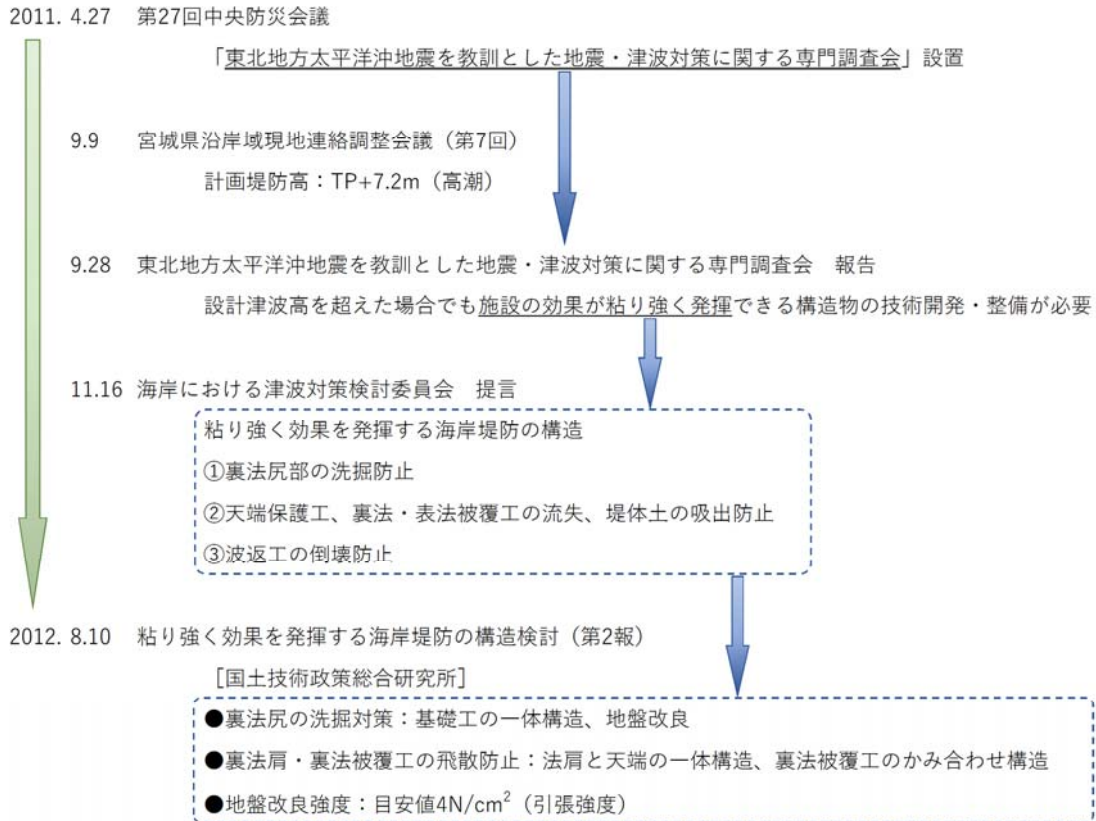 2011. 4.27 第27回中央防災会議
「東北地方太平洋沖地震を教訓とした地震・津波対策に関する専門調査会」設置
9.9 宮城県沿岸域現地連絡調整会議（第7回）
計画堤防高：TP+7.2m（高潮）
9.28 東北地方太平洋沖地震を教訓とした地震・津波対策に関する専門調査会 報告
設計津波高を超えた場合でも施設の効果が粘り強く発揮できる構造物の技術開発・整備が必要
11.16 海岸における津波対策検討委員会 提言
粘り強く効果を発揮する海岸堤防の構造
①裏法尻部の洗掘防止
②天端保護工、裏法・表法被覆工の流失、堤体土の吸出防止
③波返工の倒壊防止
2012. 8.10 粘り強く効果を発揮する海岸堤防の構造検討（第2報）
［国土技術政策総合研究所］
●裏法尻の洗掘対策：基礎工の一体構造、地盤改良
●裏法肩・裏法被覆工の飛散防止：法肩と天端の一体構造、裏法被覆工のかみ合わせ構造
●地盤改良強度：目安値4N/cm²（引張強度）